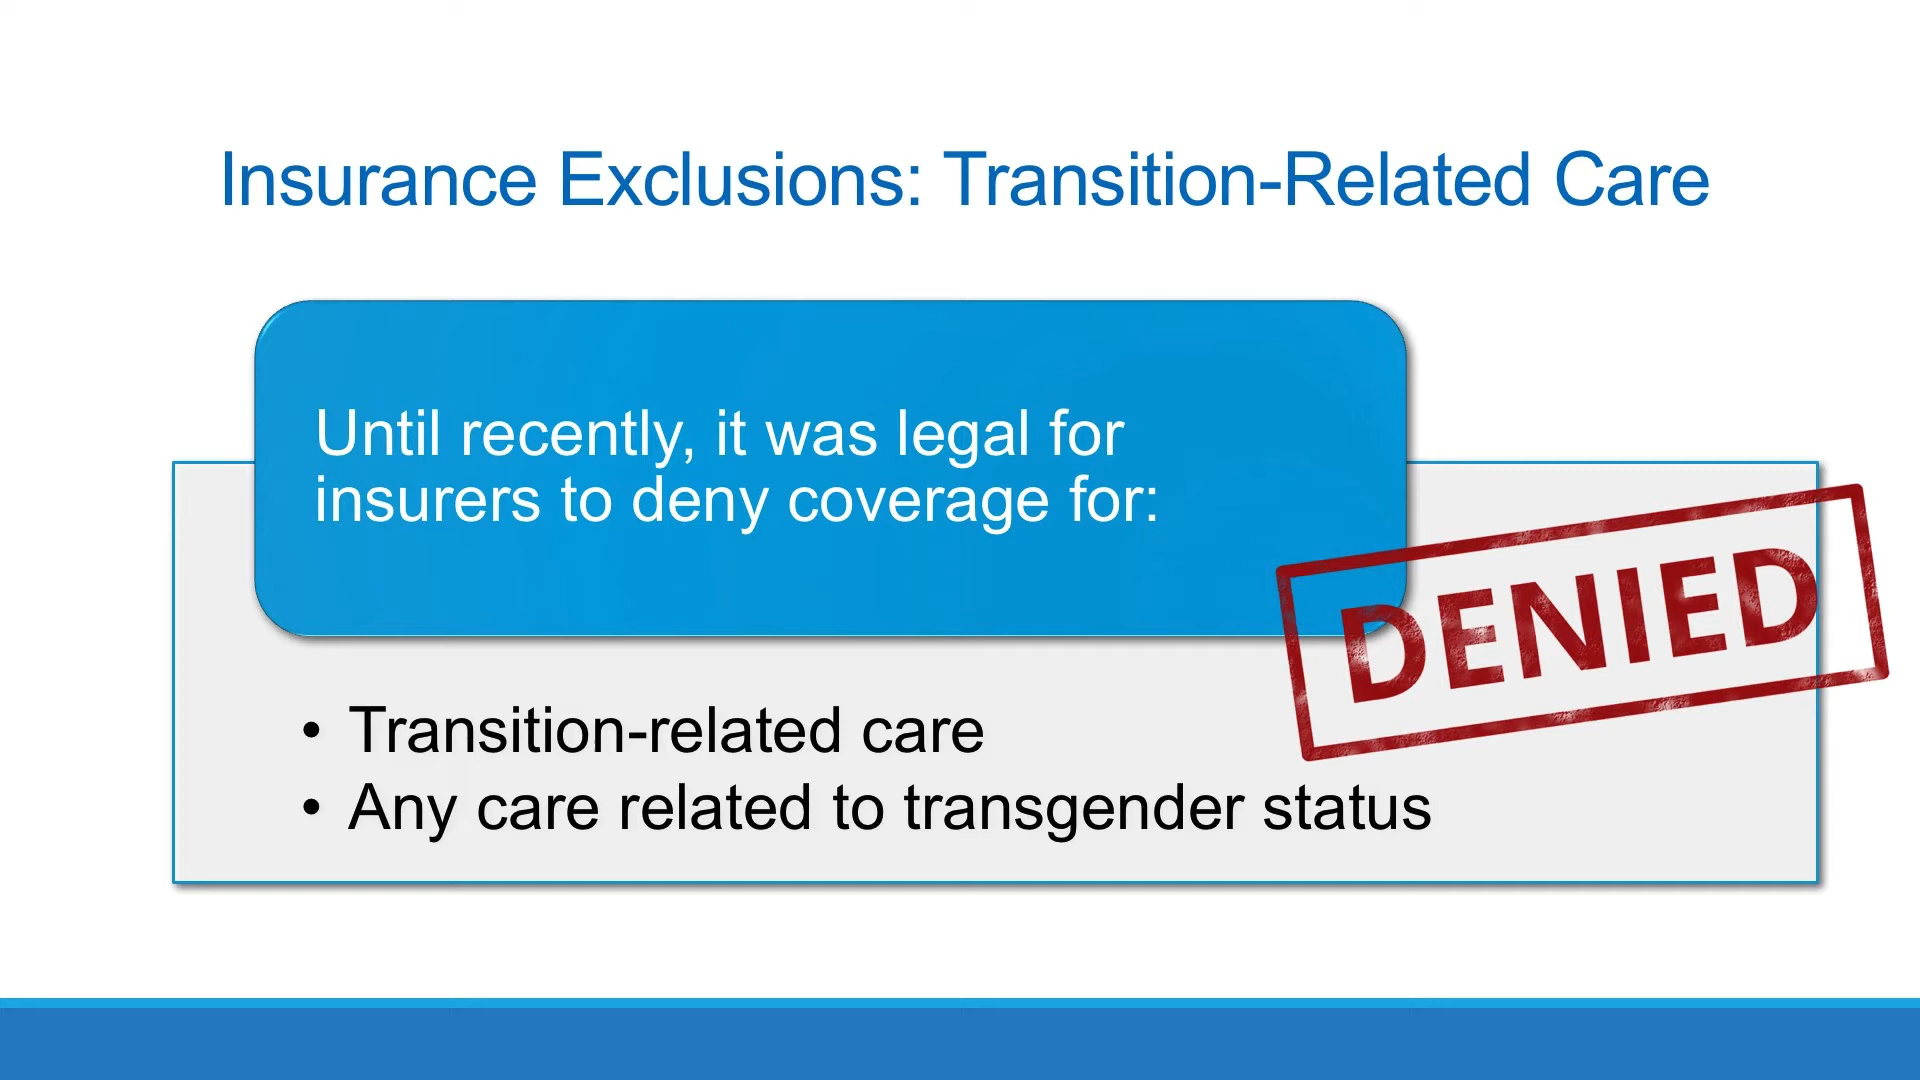 Insurance Exclusions: Transition-Related Care
Until recently, it was legal for
insurers to deny coverage for:
DENIED
• Transition-related care
• Any care related to transgender status